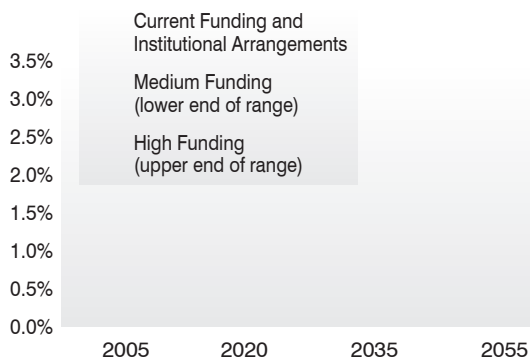 Current Funding and
Institutional Arrangements
Medium Funding
(lower end of range)
High Funding
(upper end of range)
3.5%
3.0%
2.5%
2.0%
1.5%
1.0%
0.5%
0.0%
2005 2020 2035 2055